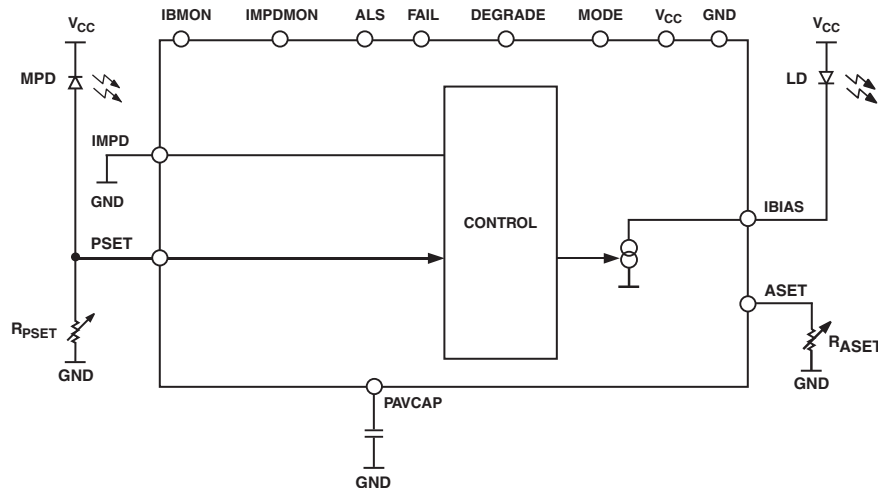 IBMON IMPDMON ALS FAIL DEGRADE MODE VCC GND
VCC
MPD
VCC
LD
IMPD
GND
CONTROL
IBIAS
PSET
ASET
RPSET
GND
RASET
GND
PAVCAP
GND